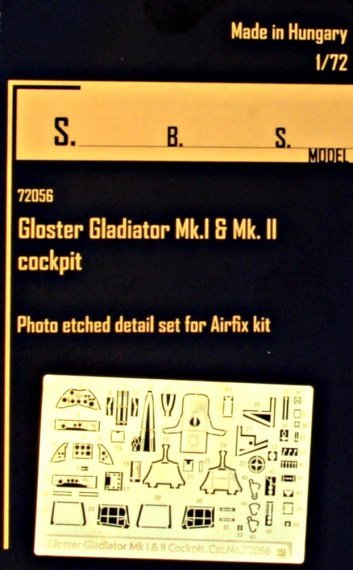 Made in Hungary
1/72
S. B. S.
MODEL
72056
Gloster Gladiator Mk.I & Mk. II
cockpit
Photo etched detail set for Airfix kit
Gloster Gladiator Mk I & II Cockpit. Cat.No.72056